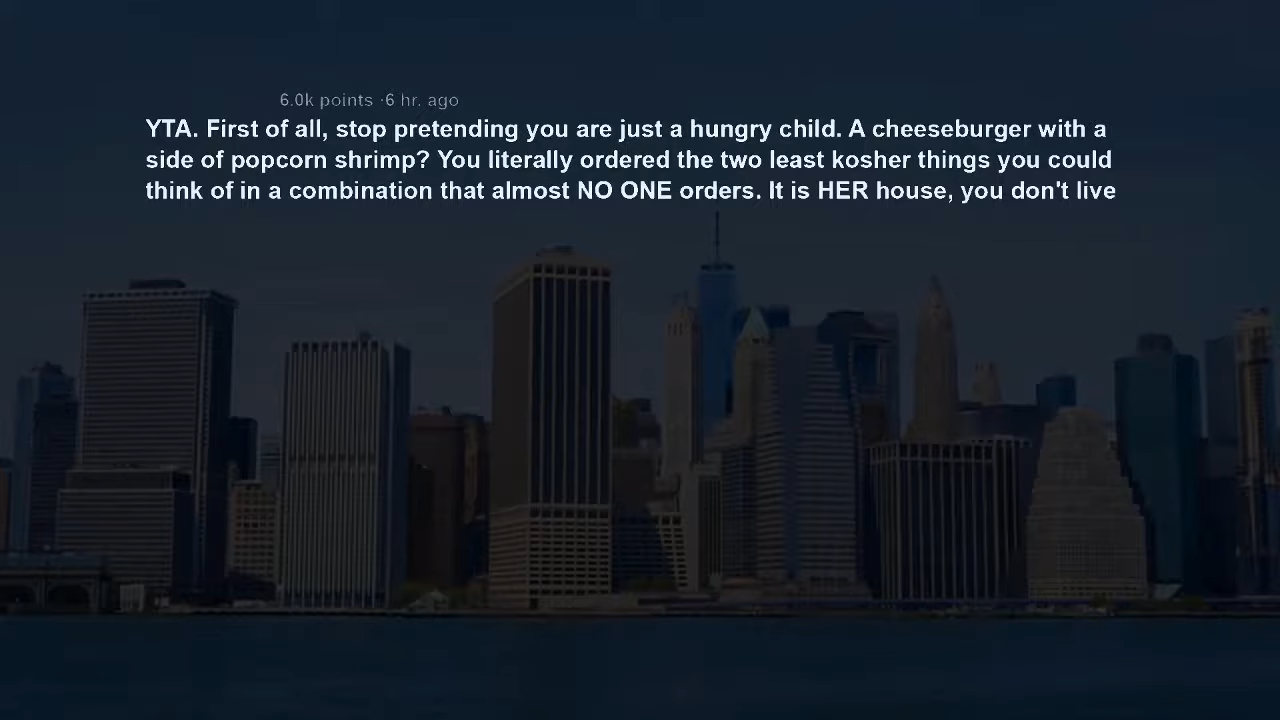 6.0k points ·6 hr. ago
YTA. First of all, stop pretending you are just a hungry child. A cheeseburger with a
side of popcorn shrimp? You literally ordered the two least kosher things you could
think of in a combination that almost NO ONE orders. It is HER house, you don't live